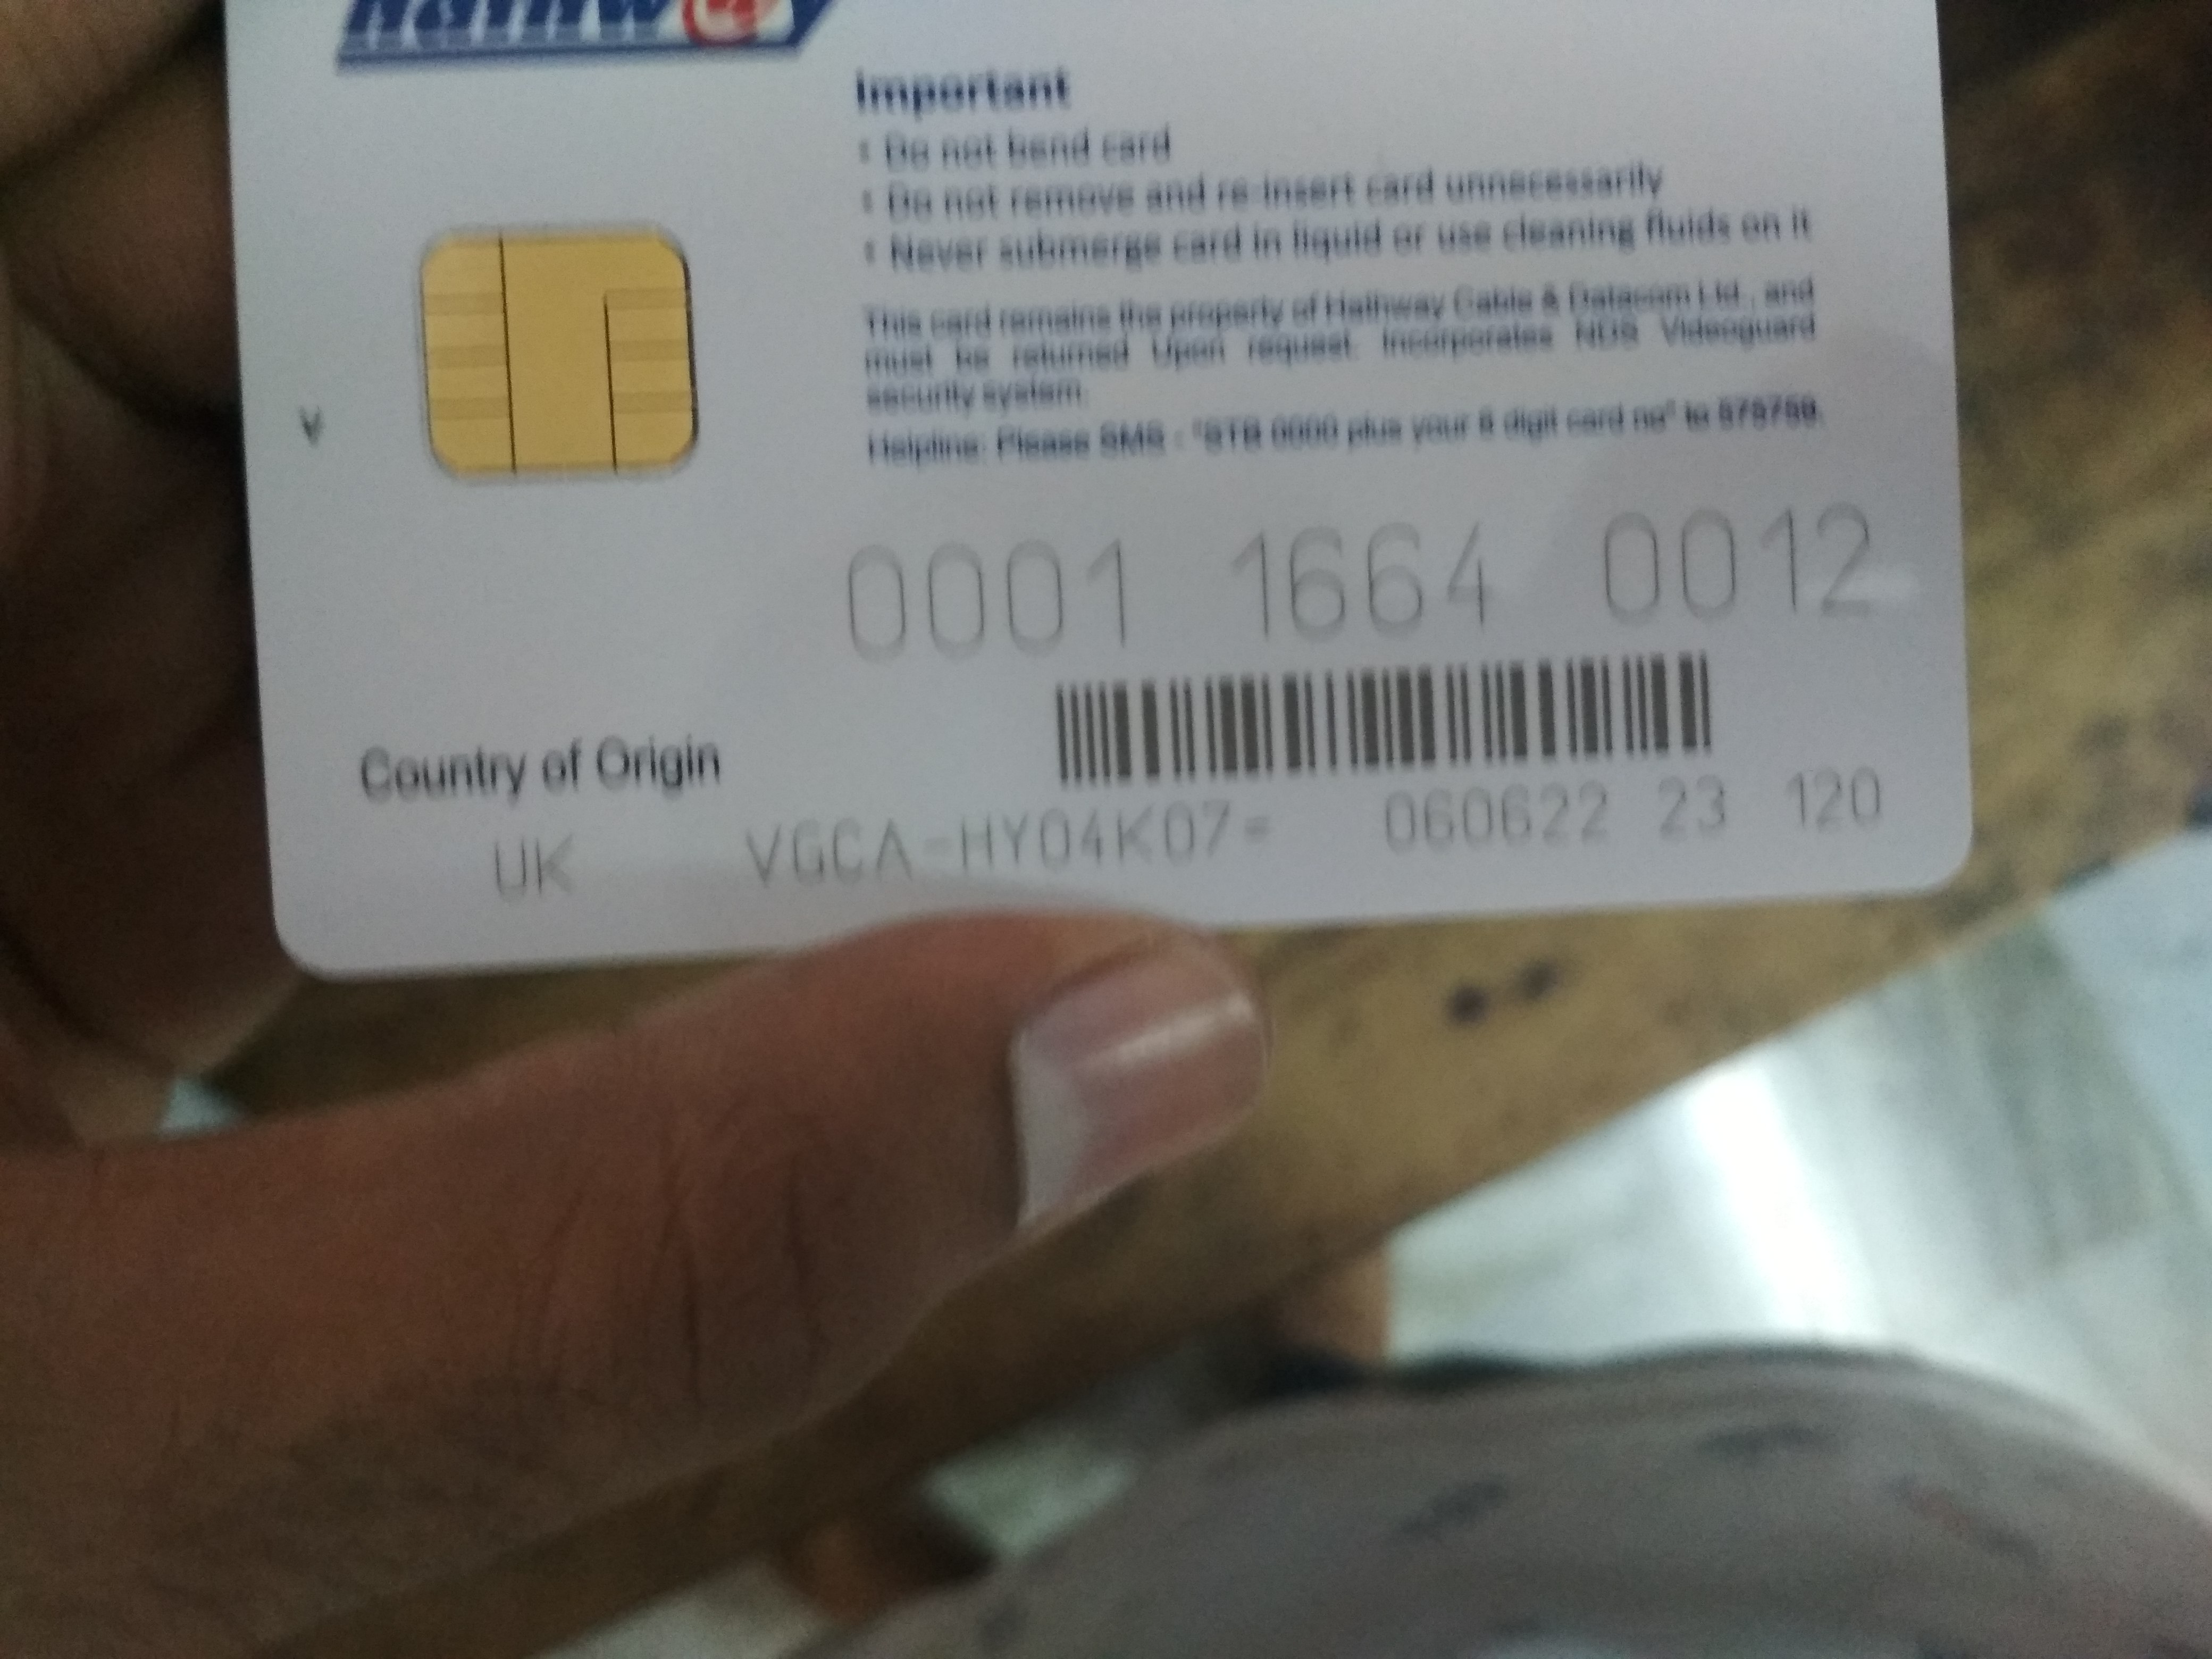 hathway
Important
• Do not bend card
• Do not remove and re-insert card unnecessarily
• Never submerge card in liquid or use cleaning fluids on it
This card remains the property of Hathway Cable & Datacom Ltd., and
must be returned Upon request. Incorporates NDS Videoguard
security system.
Helpline: Please SMS - "STB 0000 plus your 8 digit card no" to 575758.
0001 1664 0012
Country of Origin
UK VGCA-HY04K07= 060622 23 120